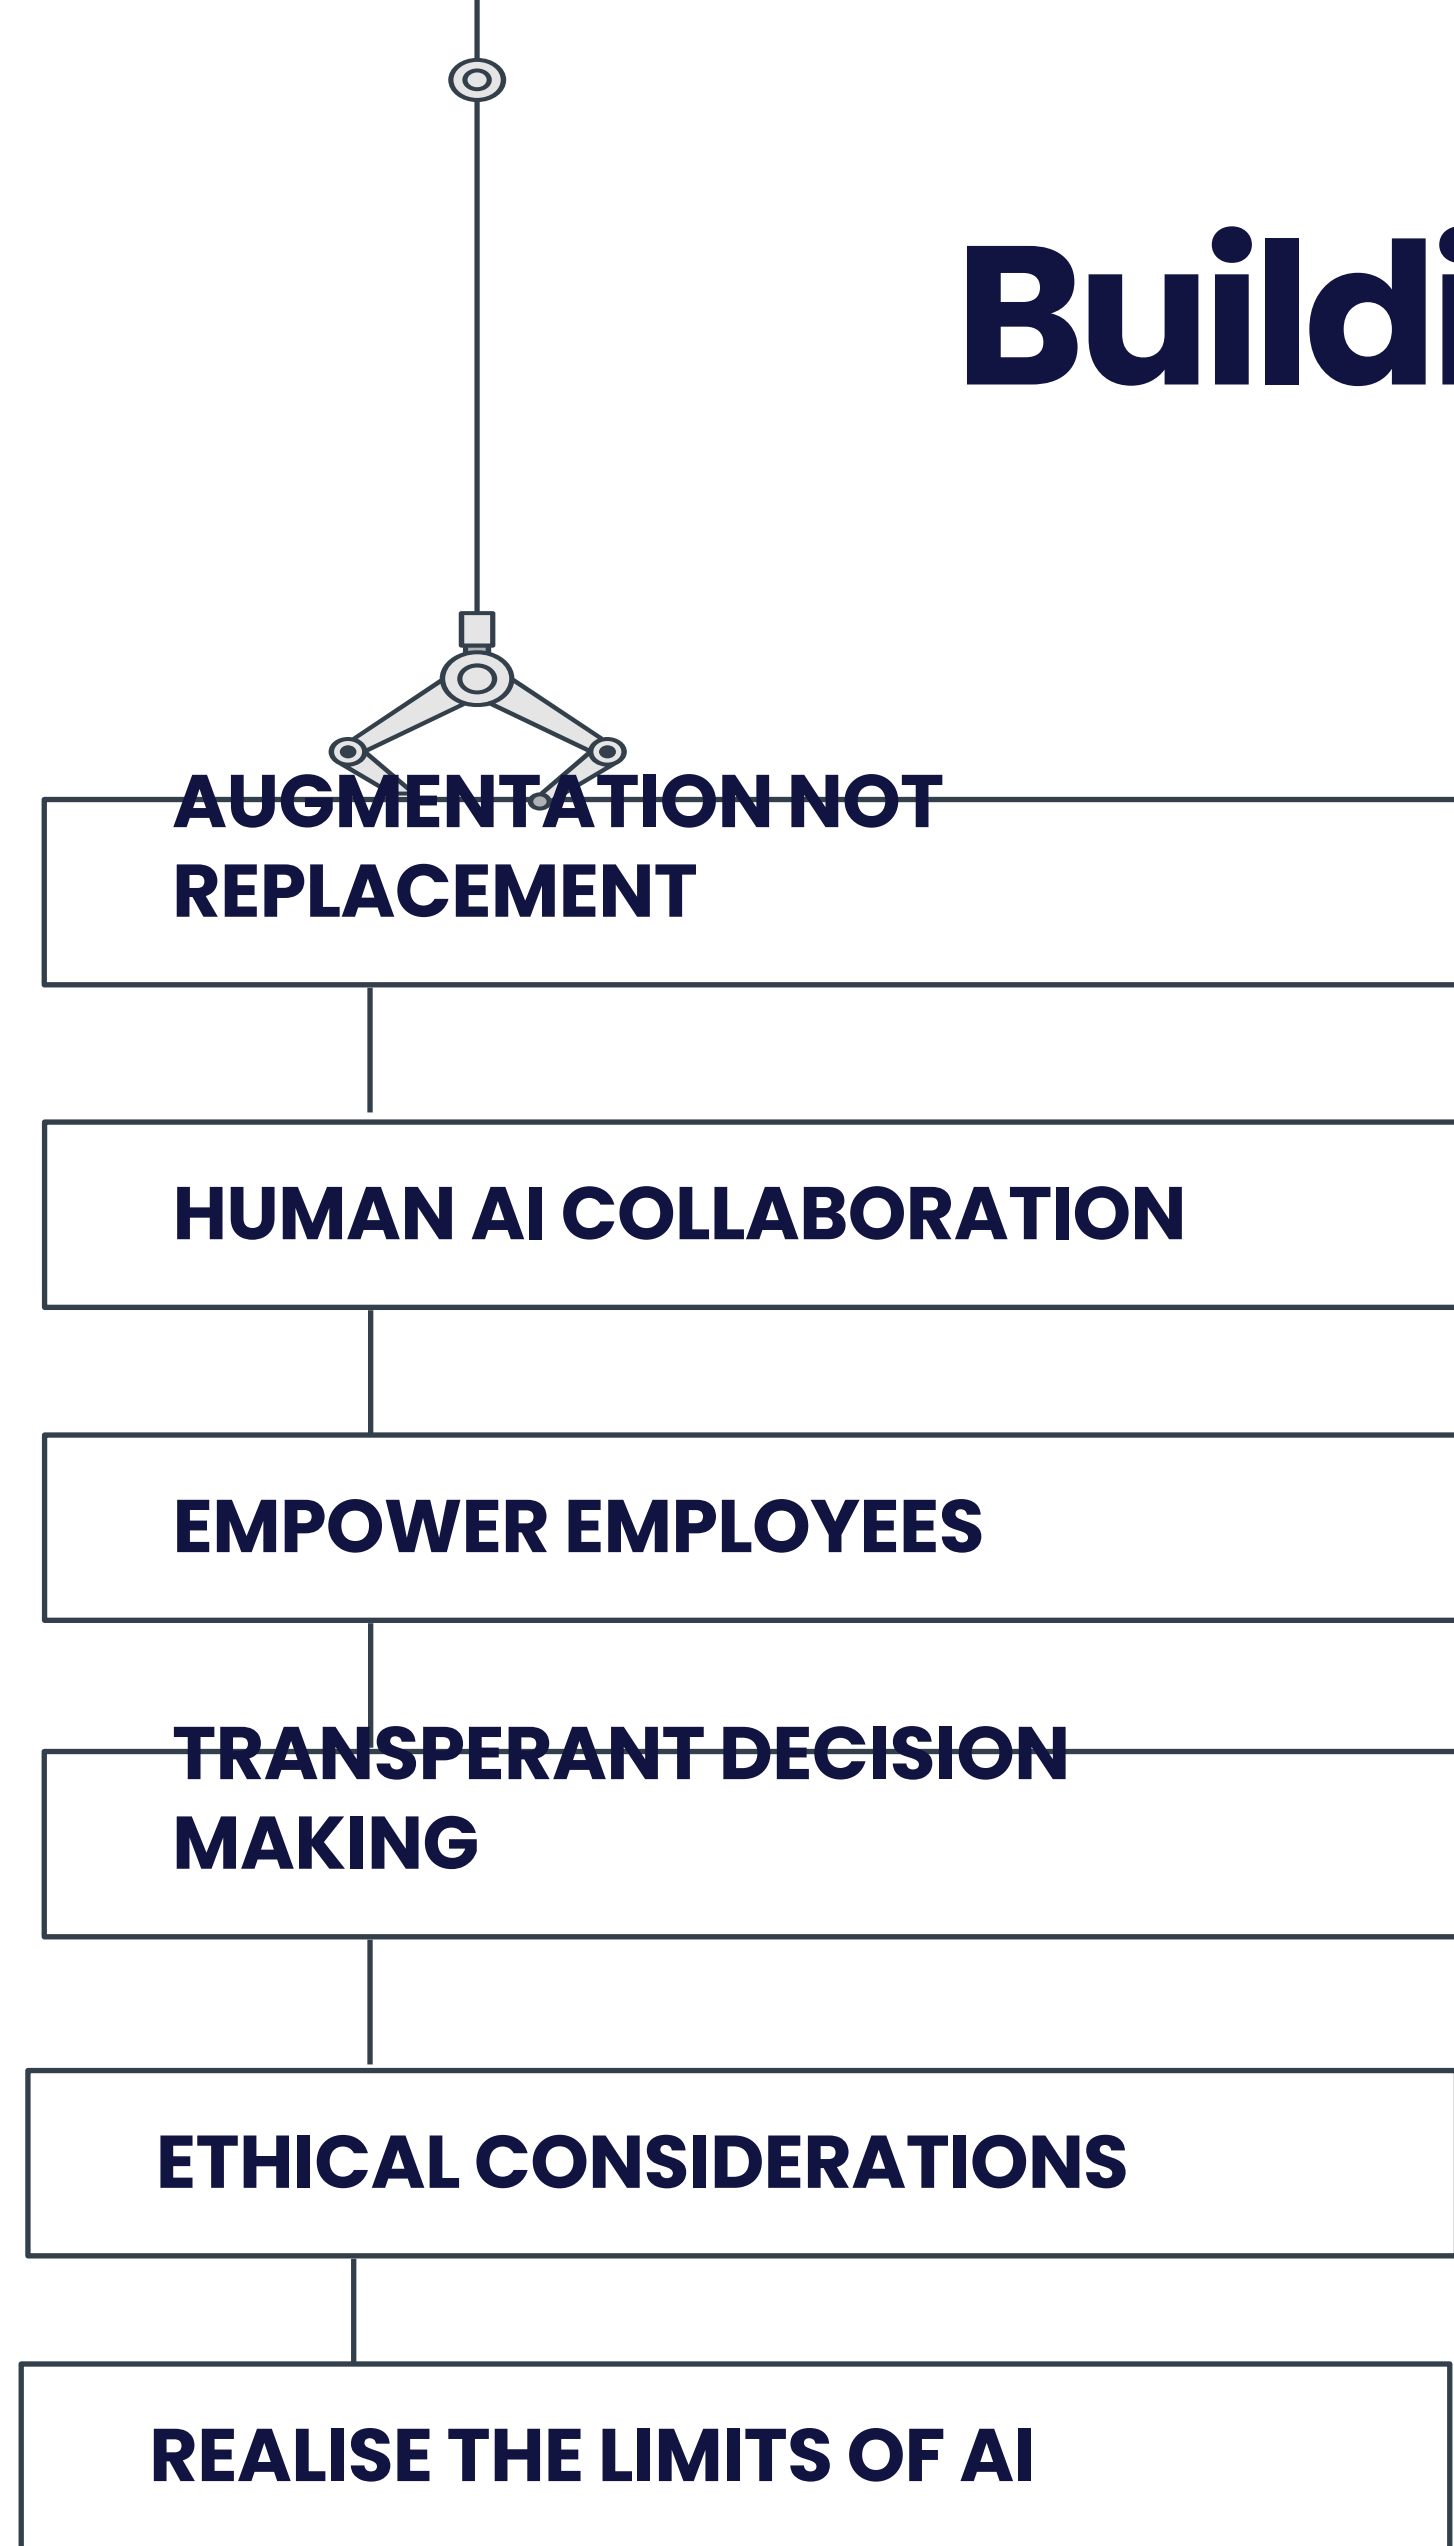 Buildi
AUGMENTATION NOT
REPLACEMENT
HUMAN AI COLLABORATION
EMPOWER EMPLOYEES
TRANSPERANT DECISION
MAKING
ETHICAL CONSIDERATIONS
REALISE THE LIMITS OF AI